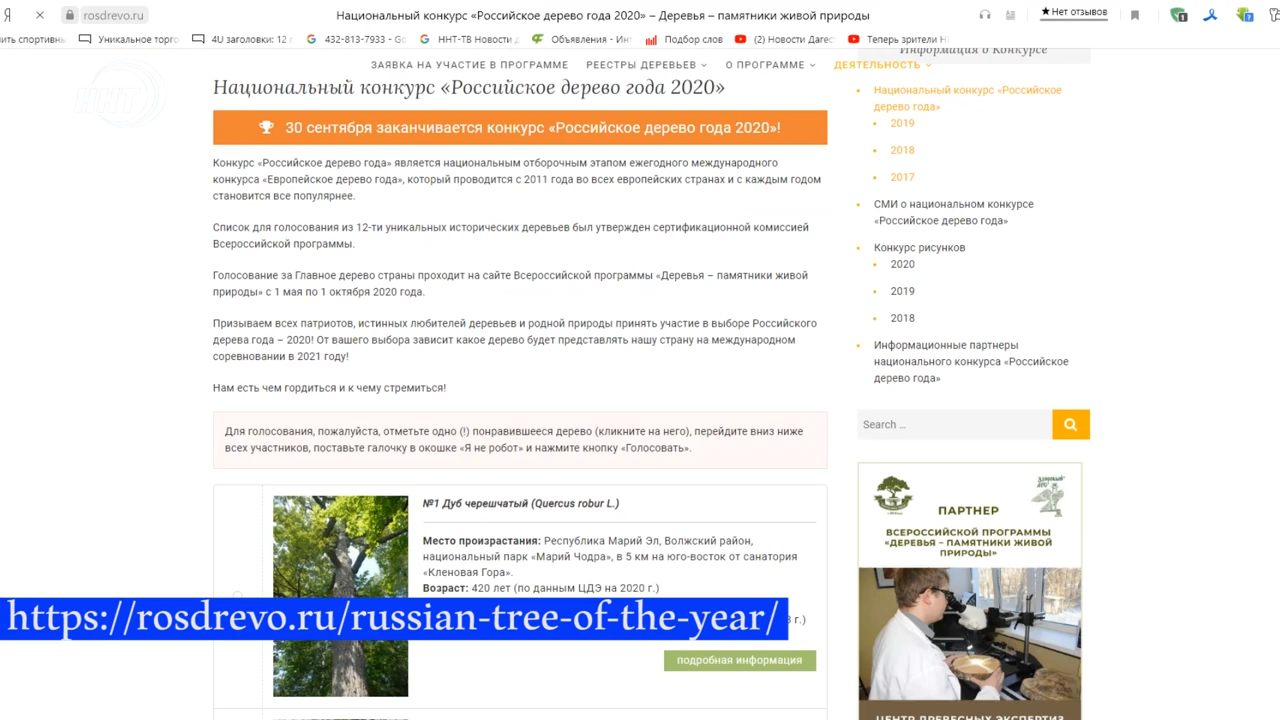 Я
rosdrevo.ru
Национальный конкурс «Российское дерево года 2020» – Деревья – памятники живой природы
★Нет отзывов
ить спортивнь
Уникальное торго
4U заголовки: 12 г
432-813-7933 - Go
ННТ-ТВ Новости Д
Объявления - Инт
Подбор слов
(2) Новости Дагес
Теперь зрители НН
ННТ
ЗАЯВКА НА УЧАСТИЕ В ПРОГРАММЕ
РЕЕСТРЫ ДЕРЕВЬЕВ
О ПРОГРАММЕ
ДЕЯТЕЛЬНОСТЬ
Информация о Конкурсе
Национальный конкурс «Российское дерево года 2020»
30 сентября заканчивается конкурс «Российское дерево года 2020»!
Конкурс «Российское дерево года» является национальным отборочным этапом ежегодного международного
конкурса «Европейское дерево года», который проводится с 2011 года во всех европейских странах и с каждым годом
становится все популярнее.
Список для голосования из 12-ти уникальных исторических деревьев был утвержден сертификационной комиссией
Всероссийской программы.
Голосование за Главное дерево страны проходит на сайте Всероссийской программы «Деревья – памятники живой
природы» с 1 мая по 1 октября 2020 года.
Призываем всех патриотов, истинных любителей деревьев и родной природы принять участие в выборе Российского
дерева года – 2020! От вашего выбора зависит какое дерево будет представлять нашу страну на международном
соревновании в 2021 году!
Нам есть чем гордиться и к чему стремиться!
Для голосования, пожалуйста, отметьте одно (!) понравившееся дерево (кликните на него), перейдите вниз ниже
всех участников, поставьте галочку в окошке «Я не робот» и нажмите кнопку «Голосовать».
№1 Дуб черешчатый (Quercus robur L.)
Место произрастания: Республика Марий Эл, Волжский район,
национальный парк «Марий Чодра», в 5 км на юго-восток от санатория
«Кленовая Гора».
Возраст: 420 лет (по данным ЦДЭ на 2020 г.)
г.)
https://rosdrevo.ru/russian-tree-of-the-year/
подробная информация
Национальный конкурс «Российское
дерево года»
2019
2018
2017
СМИ о национальном конкурсе
«Российское дерево года»
Конкурс рисунков
2020
2019
2018
Информационные партнеры
национального конкурса «Российское
дерево года»
Search ...
ПАРТНЕР
ВСЕРОССИЙСКОЙ ПРОГРАММЫ
«ДЕРЕВЬЯ – ПАМЯТНИКИ ЖИВОЙ
ПРИРОДЫ»
ЦЕНТР ДРЕВЕСНЫХ ЭКСПЕРТИЗ